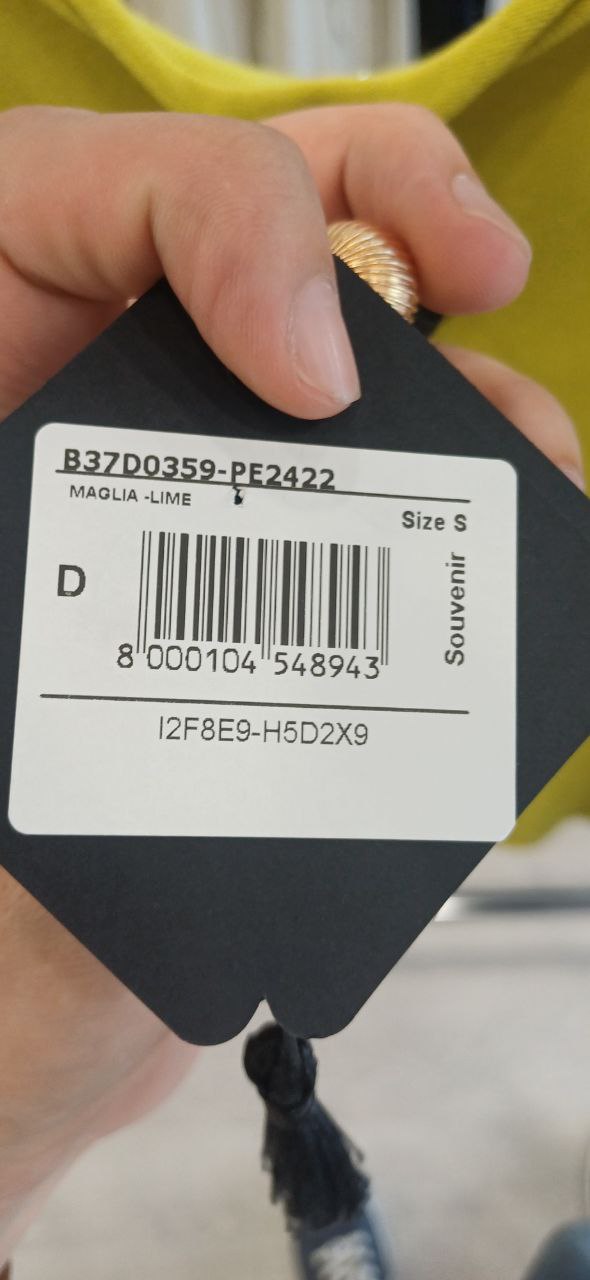 B37D0359-PE2422
MAGLIA -LIME
Size S
D
Souvenir
8 000104 548943
I2F8E9-H5D2X9